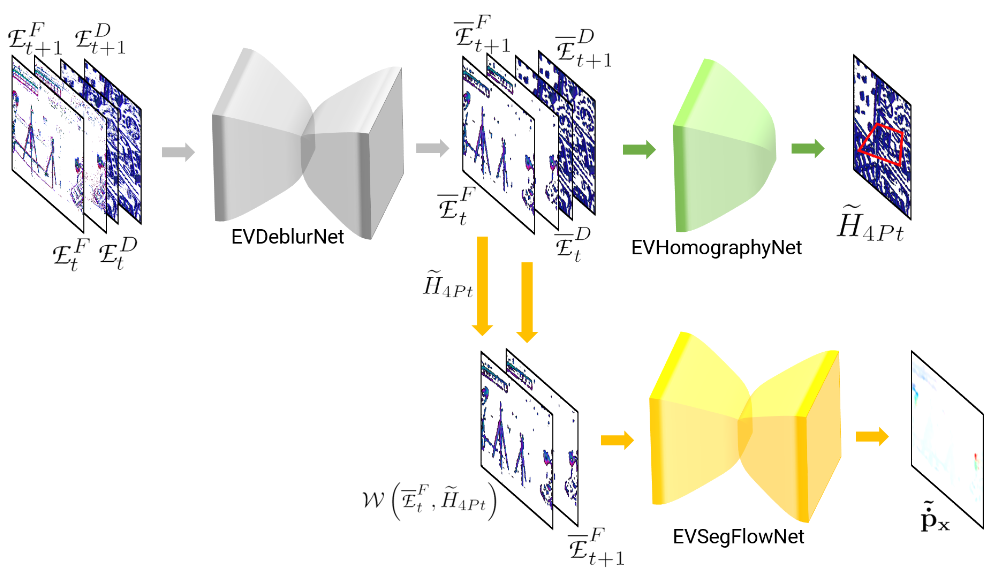 $\mathcal{E}_{t+1}^{F}$ $\mathcal{E}_{t+1}^{D}$
$\mathcal{E}_{t}^{F}$ $\mathcal{E}_{t}^{D}$
EVDeblurNet
$\overline{\mathcal{E}}_{t+1}^{F}$ $\overline{\mathcal{E}}_{t+1}^{D}$
$\overline{\mathcal{E}}_{t}^{F}$ $\overline{\mathcal{E}}_{t}^{D}$
EVHomographyNet
$\widetilde{H}_{4Pt}$
$\widetilde{H}_{4Pt}$
$\mathcal{W}\left(\overline{\mathcal{E}}_{t}^{F}, \widetilde{H}_{4Pt}\right)$
$\overline{\mathcal{E}}_{t+1}^{F}$
EVSegFlowNet
$\tilde{\dot{\mathbf{p}}}_{\mathbf{x}}$